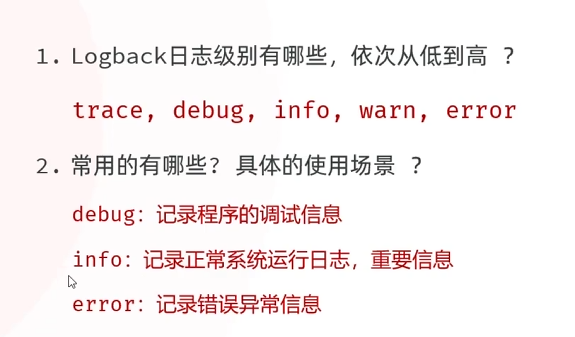 1. Logback日志级别有哪些，依次从低到高 ？
trace, debug, info, warn, error
2. 常用的有哪些？ 具体的使用场景 ？
debug: 记录程序的调试信息
info: 记录正常系统运行日志，重要信息
error: 记录错误异常信息